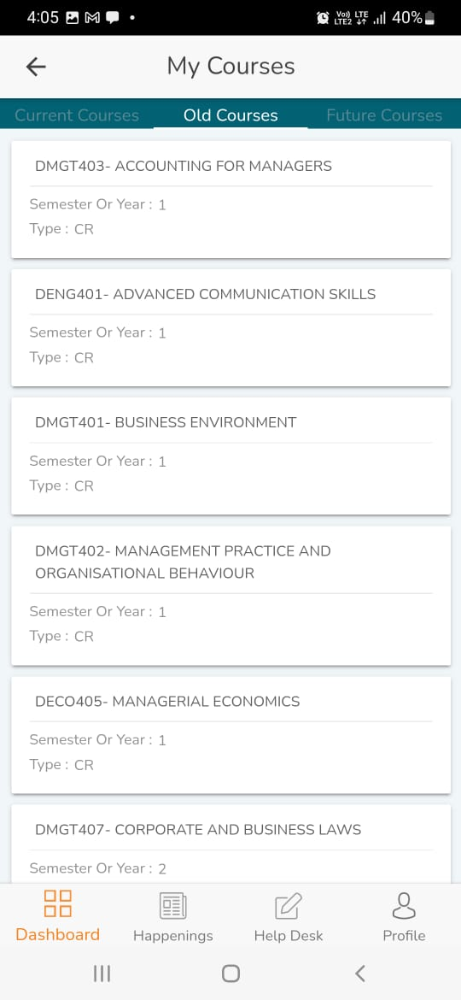 4:05
Vo)) LTE
LTE2 40%
My Courses
Current Courses Old Courses Future Courses
DMGT403- ACCOUNTING FOR MANAGERS
Semester Or Year : 1
Type : CR
DENG401- ADVANCED COMMUNICATION SKILLS
Semester Or Year : 1
Type : CR
DMGT401- BUSINESS ENVIRONMENT
Semester Or Year : 1
Type : CR
DMGT402- MANAGEMENT PRACTICE AND
ORGANISATIONAL BEHAVIOUR
Semester Or Year : 1
Type : CR
DECO405- MANAGERIAL ECONOMICS
Semester Or Year : 1
Type : CR
DMGT407- CORPORATE AND BUSINESS LAWS
Semester Or Year : 2
Dashboard Happenings Help Desk Profile